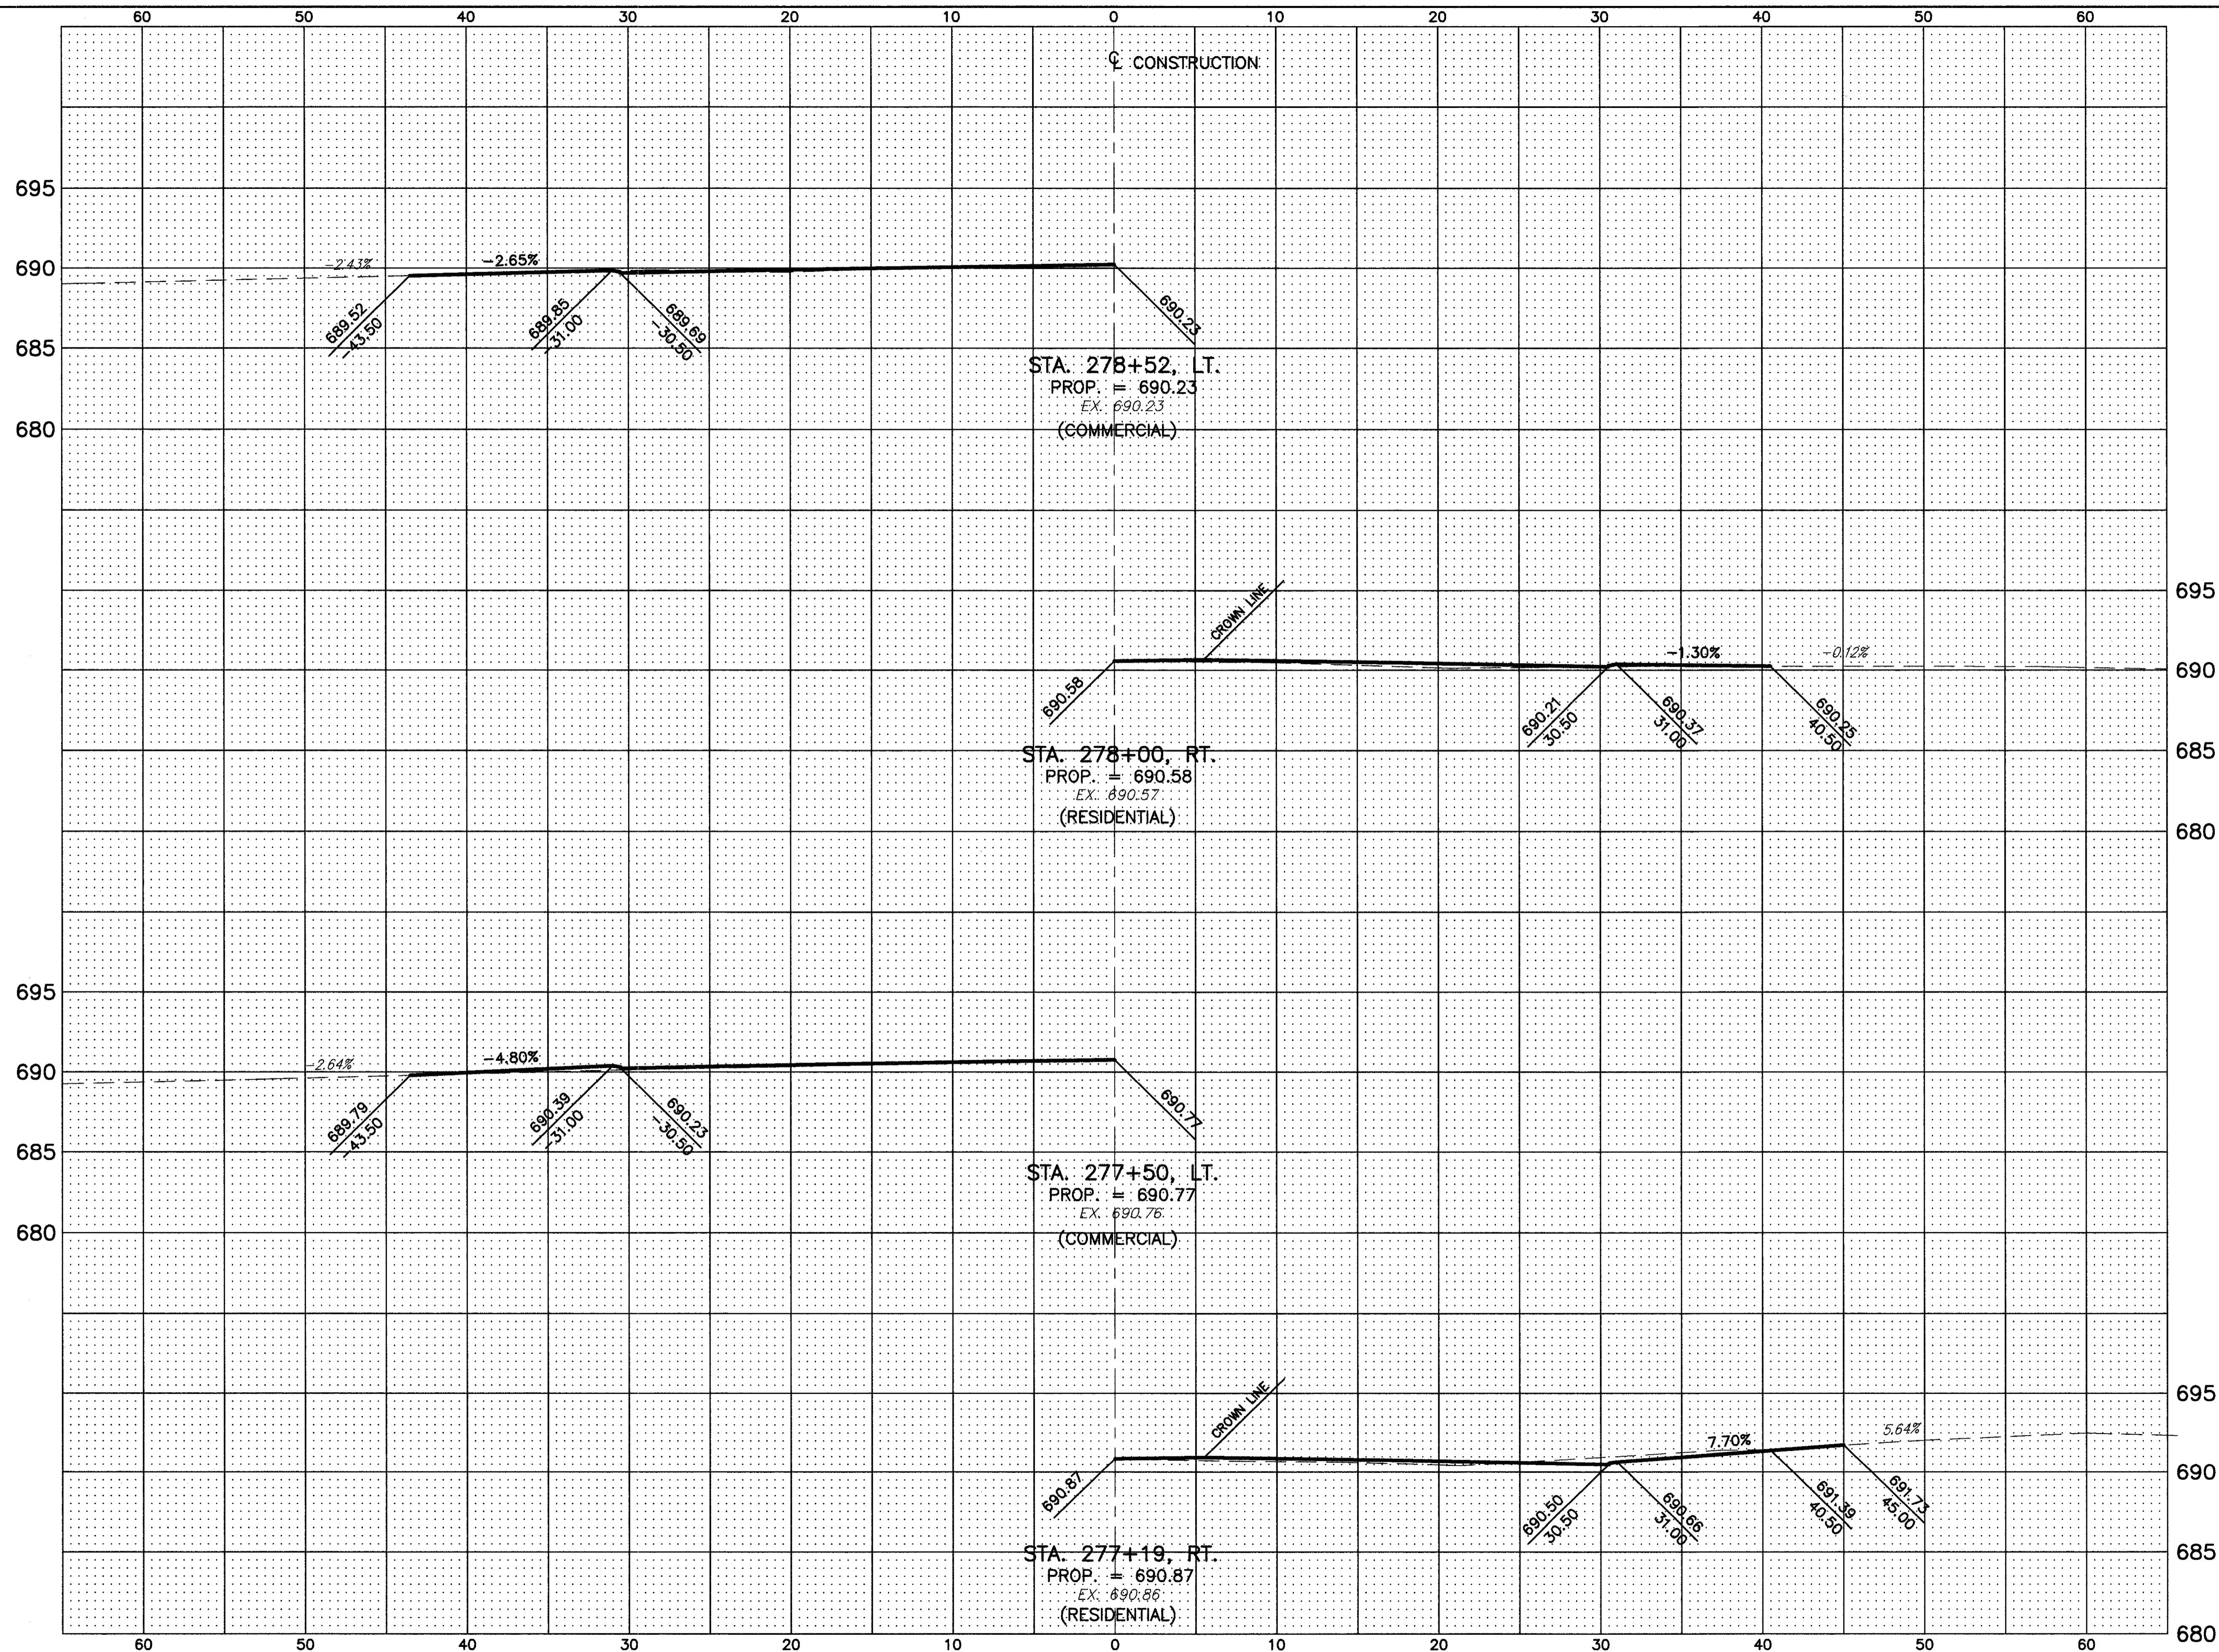 60 50 40 30 20 10 0 10 20 30 40 50 60
℄ CONSTRUCTION
695
690
685
680
-2.43%
-2.65%
689.52
-43.50
689.85
-31.00
689.69
-30.50
690.23
STA. 278+52, LT.
PROP. = 690.23
EX. 690.23
(COMMERCIAL)
695
690
685
680
CROWN LINE
-1.30%
-0.12%
690.58
690.21
30.50
690.37
31.00
690.25
40.50
STA. 278+00, RT.
PROP. = 690.58
EX. 690.57
(RESIDENTIAL)
695
690
685
680
-2.64%
-4.80%
689.79
-43.50
690.39
-31.00
690.23
-30.50
690.77
STA. 277+50, LT.
PROP. = 690.77
EX. 690.76
(COMMERCIAL)
695
690
685
680
CROWN LINE
7.70%
5.64%
690.87
690.50
30.50
690.66
31.00
691.39
40.50
691.73
45.00
STA. 277+19, RT.
PROP. = 690.87
EX. 690.86
(RESIDENTIAL)
60 50 40 30 20 10 0 10 20 30 40 50 60